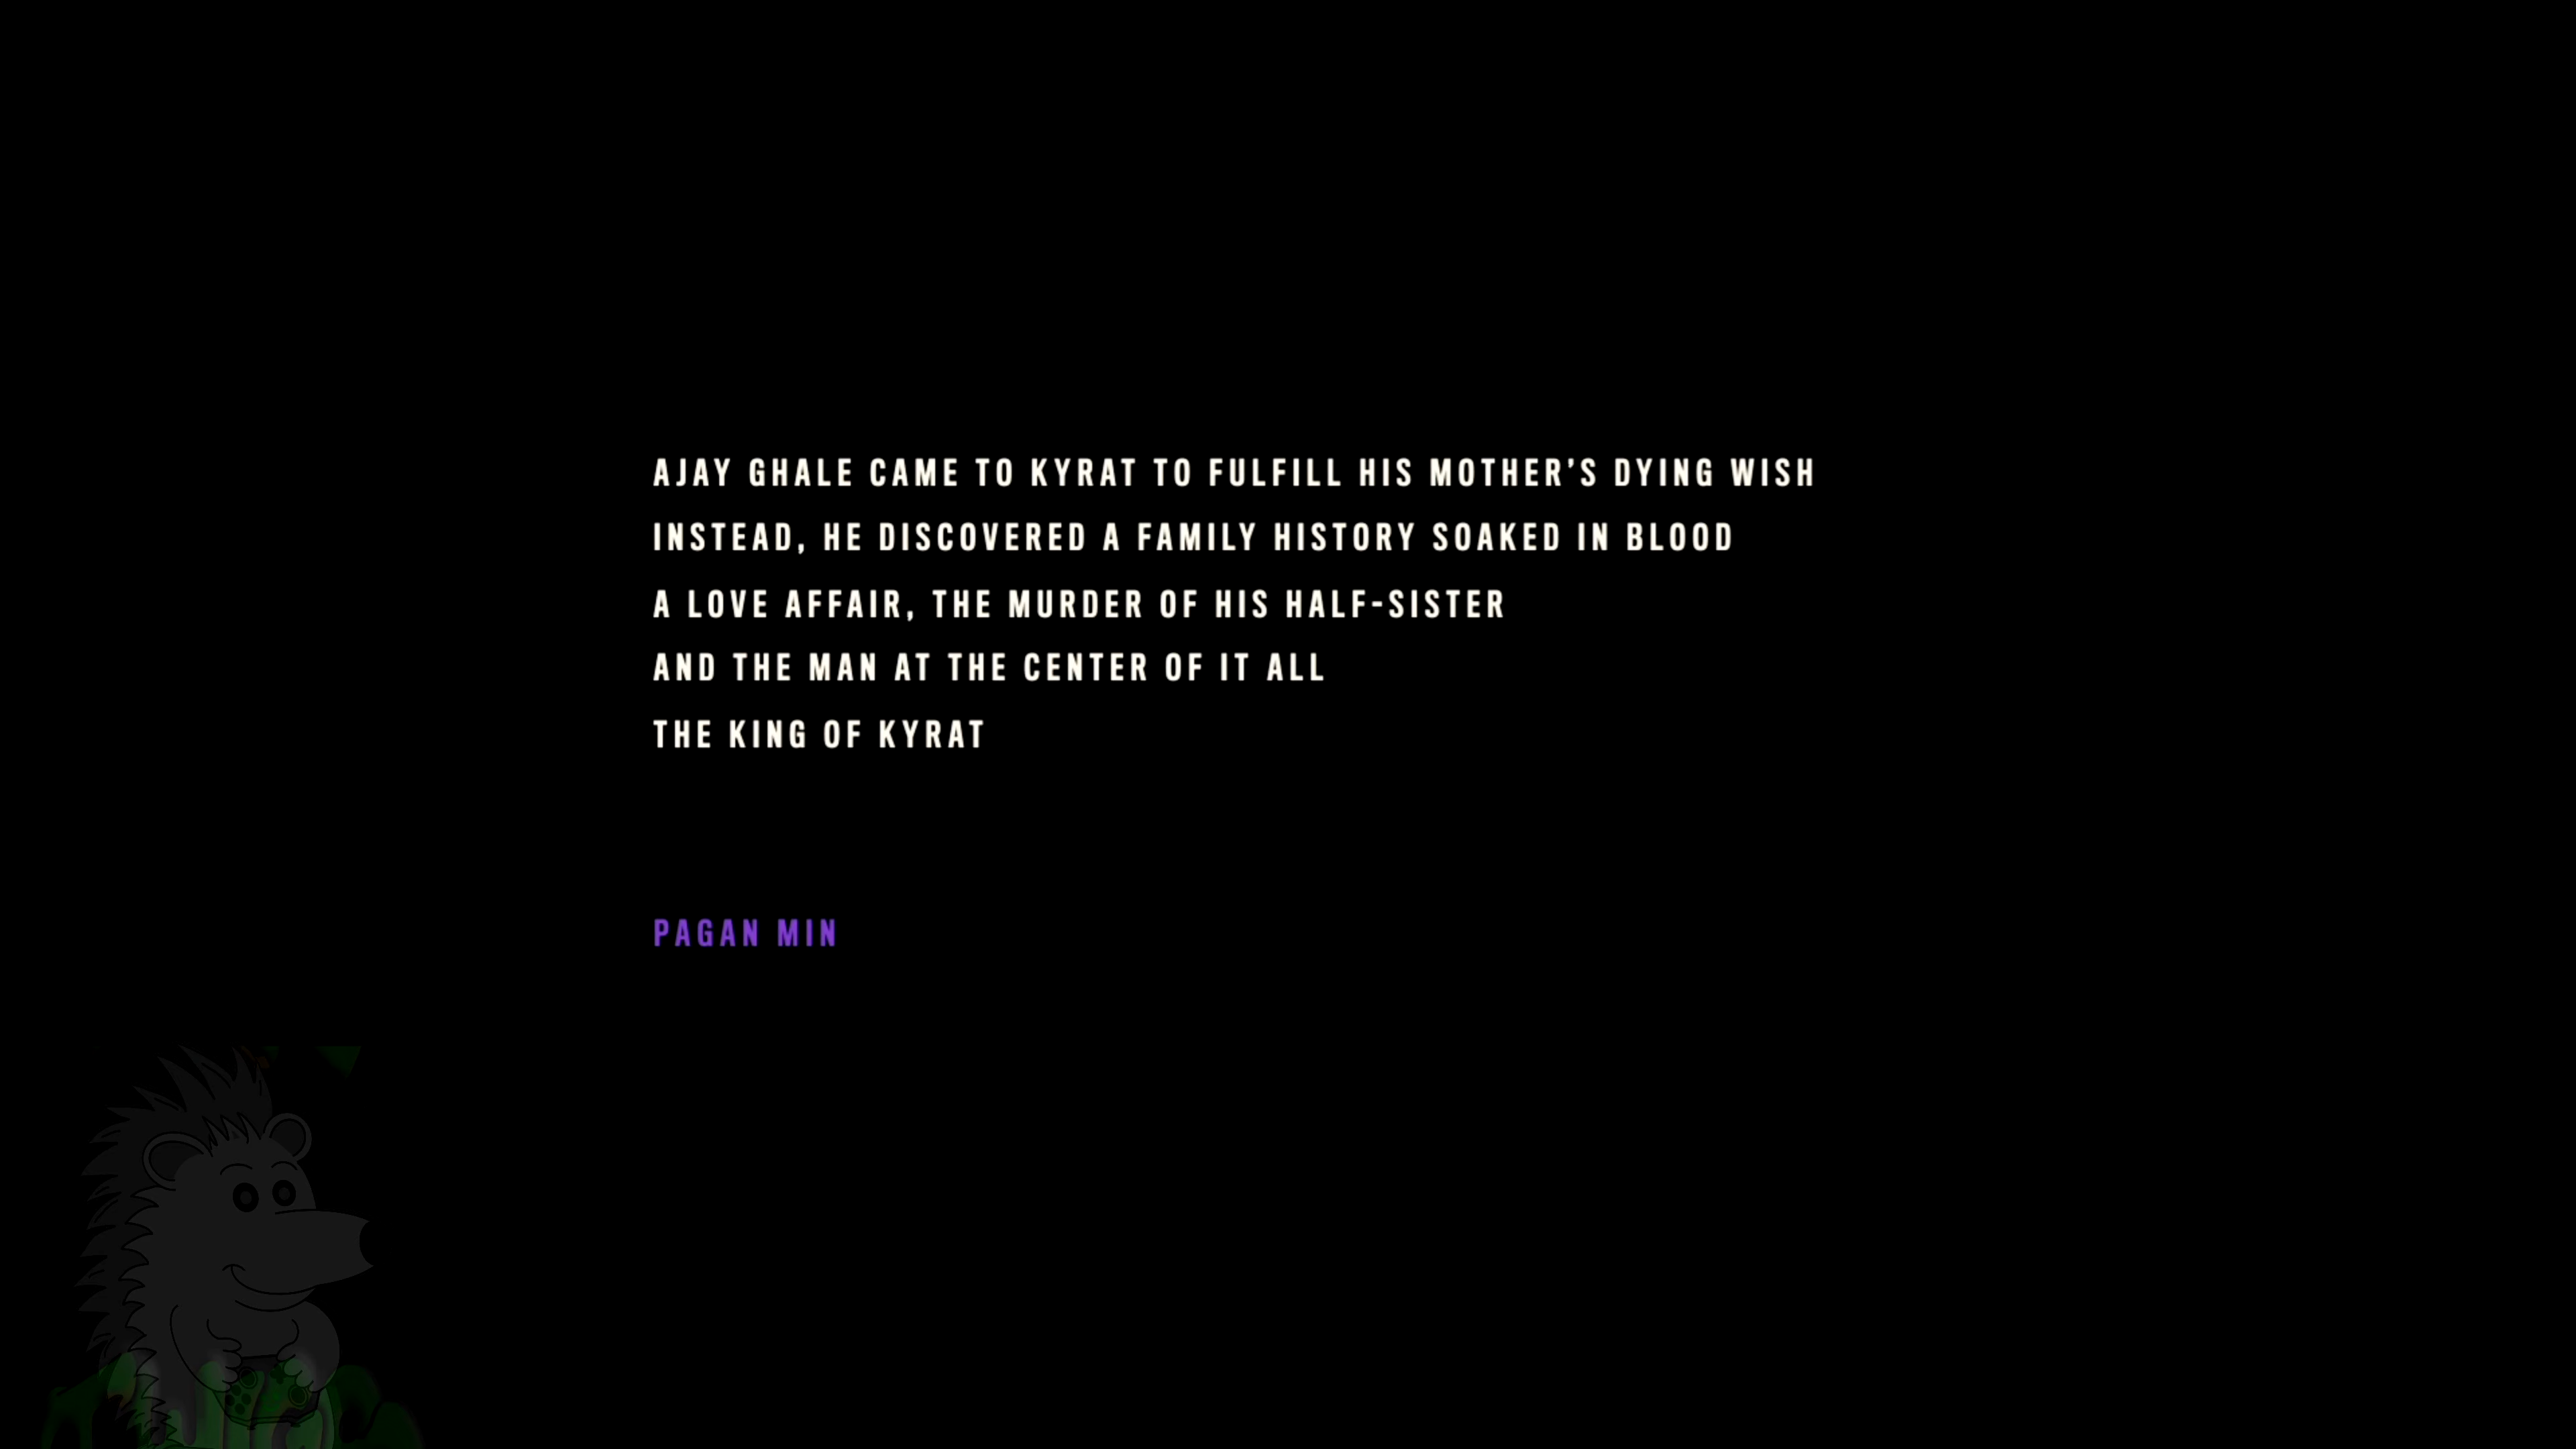 AJAY GHALE CAME TO KYRAT TO FULFILL HIS MOTHER’S DYING WISH
INSTEAD, HE DISCOVERED A FAMILY HISTORY SOAKED IN BLOOD
A LOVE AFFAIR, THE MURDER OF HIS HALF-SISTER
AND THE MAN AT THE CENTER OF IT ALL
THE KING OF KYRAT
PAGAN MIN